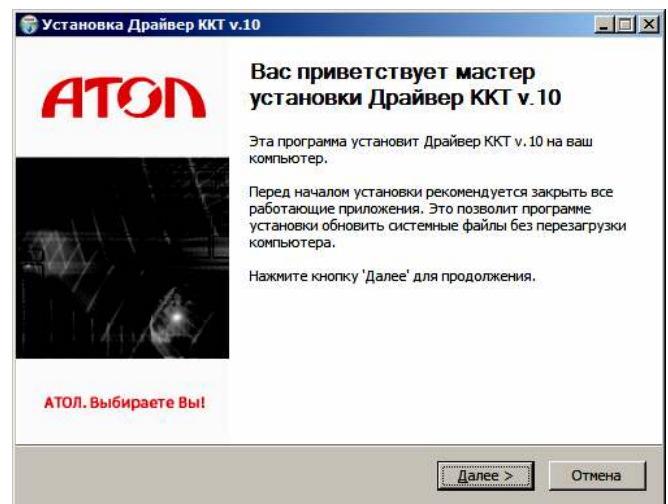 Установка Драйвер ККТ v.10
АТОЛ
Вас приветствует мастер
установки Драйвер ККТ v.10
Эта программа установит Драйвер ККТ v.10 на ваш
компьютер.
Перед началом установки рекомендуется закрыть все
работающие приложения. Это позволит программе
установки обновить системные файлы без перезагрузки
компьютера.
Нажмите кнопку 'Далее' для продолжения.
АТОЛ. Выбираете Вы!
Далее >
Отмена